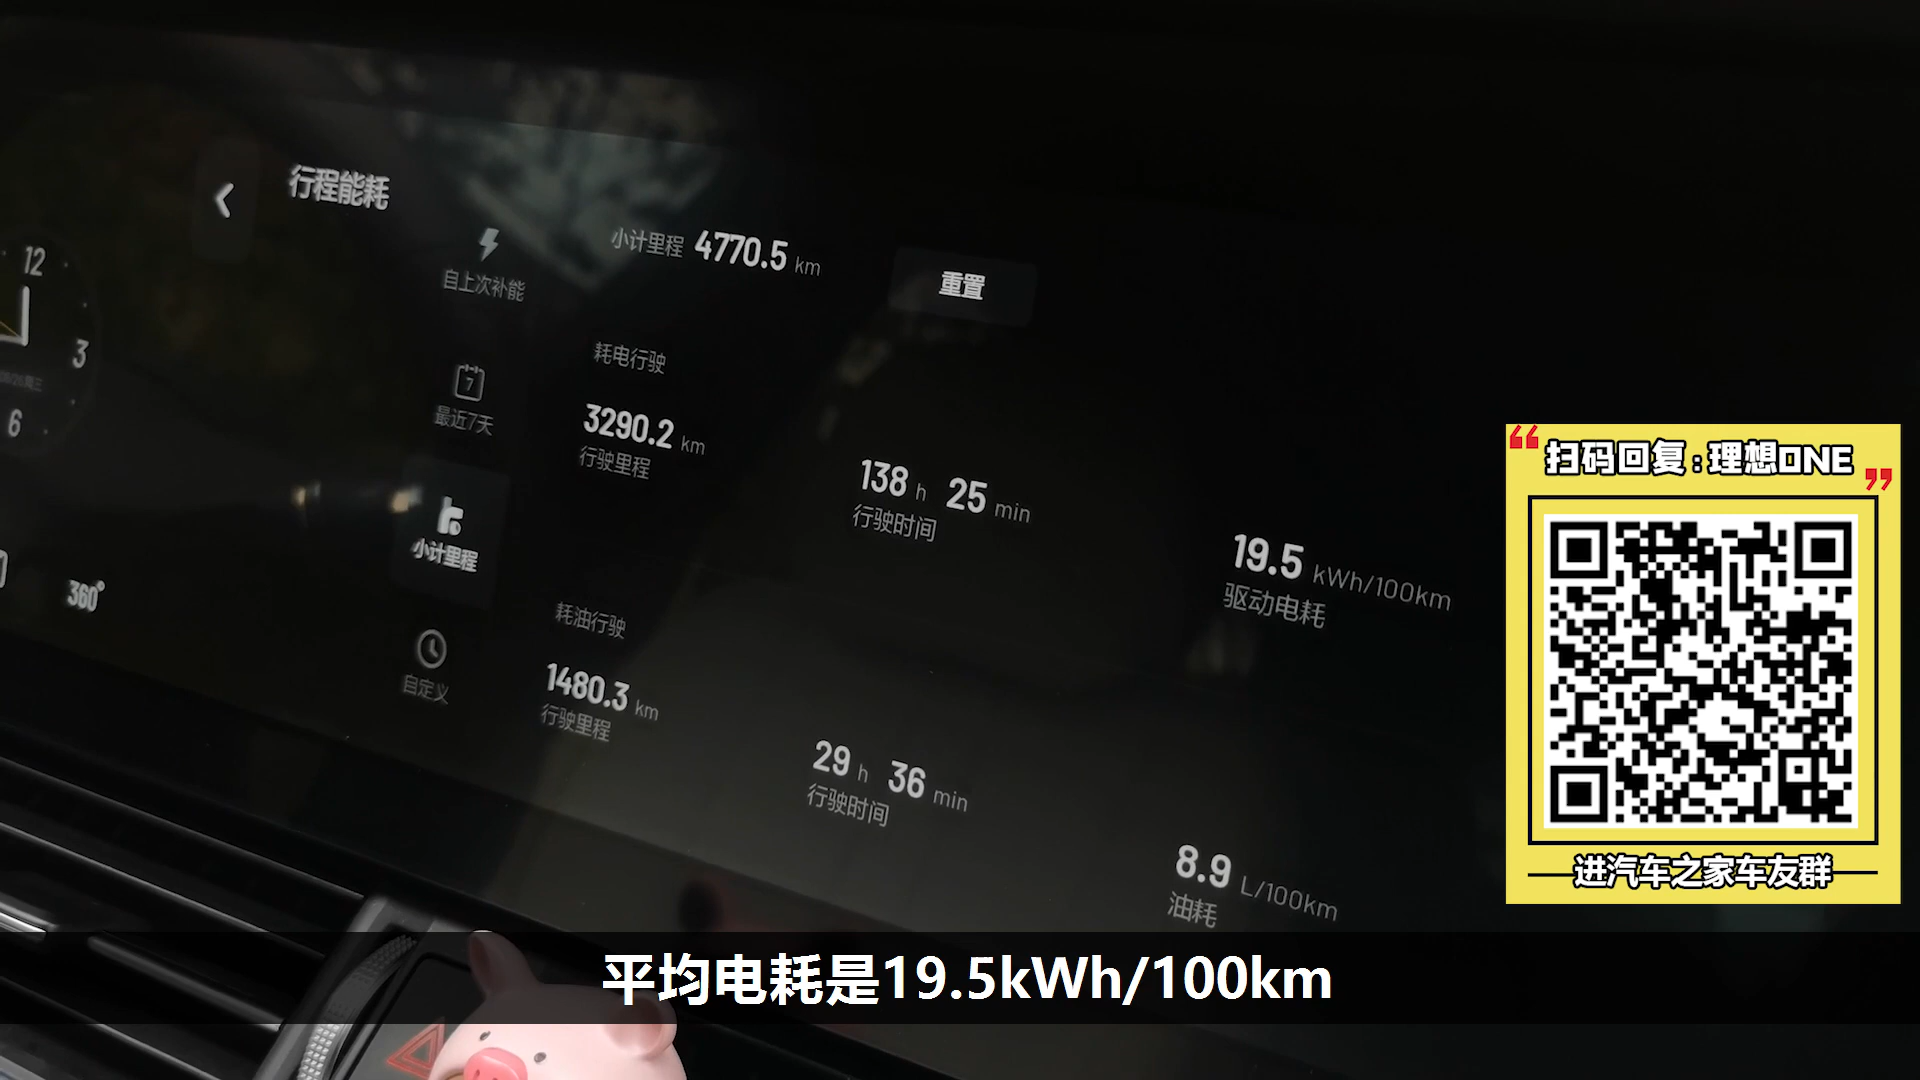 行程能耗
12
3
6
360°
自上次补能
7
最近7天
小计里程
自定义
小计里程 4770.5 km
重置
耗电行驶
3290.2 km
行驶里程
138 h 25 min
行驶时间
19.5 kWh/100km
驱动电耗
耗油行驶
1480.3 km
行驶里程
29 h 36 min
行驶时间
8.9 L/100km
油耗
“扫码回复:理想ONE”
进汽车之家车友群
平均电耗是19.5kWh/100km